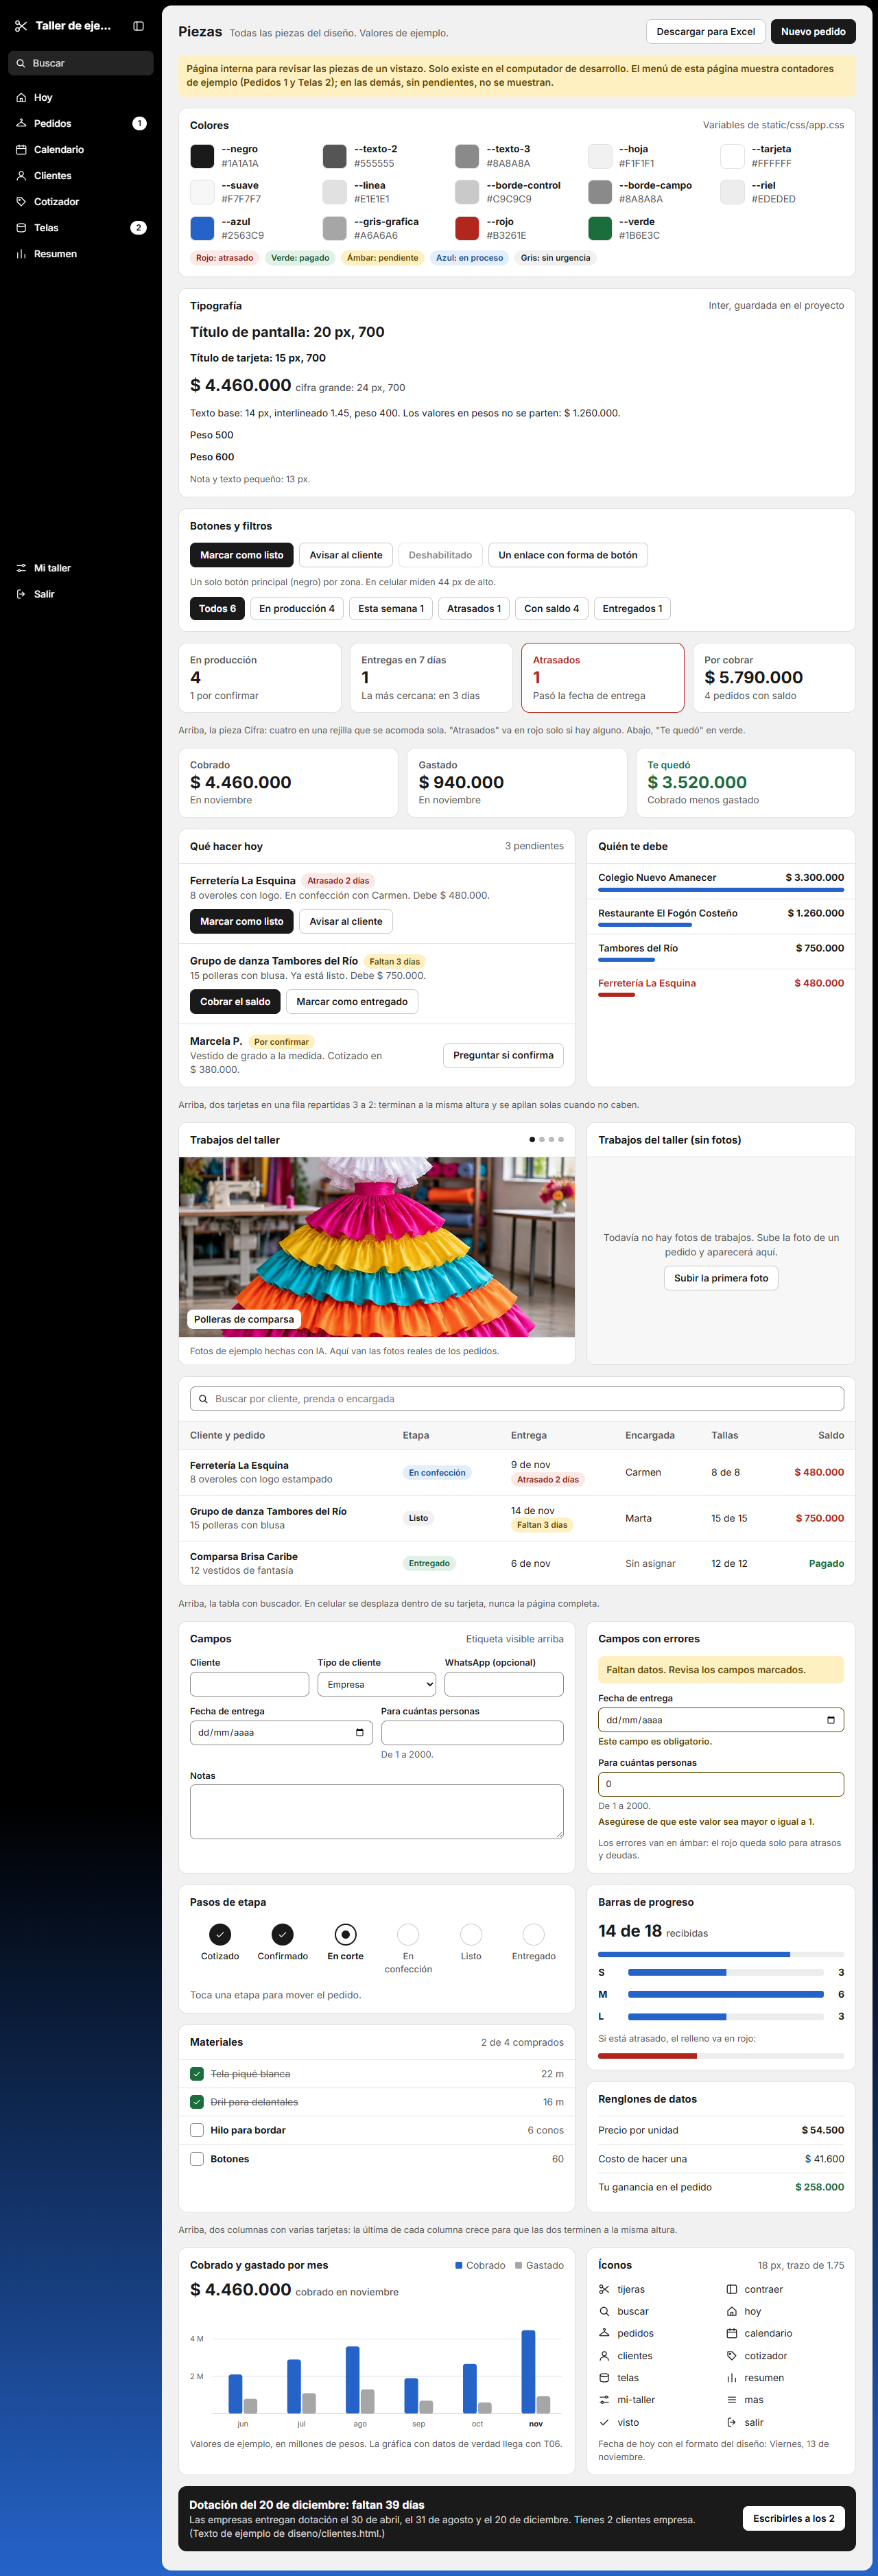 Taller de eje...
Buscar
Hoy
Pedidos 1
Calendario
Clientes
Cotizador
Telas 2
Resumen
Mi taller
Salir
Piezas Todas las piezas del diseño. Valores de ejemplo.
Descargar para Excel
Nuevo pedido
Página interna para revisar las piezas de un vistazo. Solo existe en el computador de desarrollo. El menú de esta página muestra contadores
de ejemplo (Pedidos 1 y Telas 2); en las demás, sin pendientes, no se muestran.
Colores Variables de static/css/app.css
--negro --texto-2 --texto-3 --hoja --tarjeta
#1A1A1A #555555 #8A8A8A #F1F1F1 #FFFFFF
--suave --linea --borde-control --borde-campo --riel
#F7F7F7 #E1E1E1 #C9C9C9 #8A8A8A #EDEDED
--azul --gris-grafica --rojo --verde
#2563C9 #A6A6A6 #B3261E #1B6E3C
Rojo: atrasado Verde: pagado Ámbar: pendiente Azul: en proceso Gris: sin urgencia
Tipografía Inter, guardada en el proyecto
Título de pantalla: 20 px, 700
Título de tarjeta: 15 px, 700
$ 4.460.000 cifra grande: 24 px, 700
Texto base: 14 px, interlineado 1.45, peso 400. Los valores en pesos no se parten: $ 1.260.000.
Peso 500
Peso 600
Nota y texto pequeño: 13 px.
Botones y filtros
Marcar como listo Avisar al cliente Deshabilitado Un enlace con forma de botón
Un solo botón principal (negro) por zona. En celular miden 44 px de alto.
Todos 6 En producción 4 Esta semana 1 Atrasados 1 Con saldo 4 Entregados 1
En producción
4
1 por confirmar
Entregas en 7 días
1
La más cercana: en 3 días
Atrasados
1
Pasó la fecha de entrega
Por cobrar
$ 5.790.000
4 pedidos con saldo
Arriba, la pieza Cifra: cuatro en una rejilla que se acomoda sola. "Atrasados" va en rojo solo si hay alguno. Abajo, "Te quedó" en verde.
Cobrado
$ 4.460.000
En noviembre
Gastado
$ 940.000
En noviembre
Te quedó
$ 3.520.000
Cobrado menos gastado
Qué hacer hoy 3 pendientes
Ferretería La Esquina Atrasado 2 días
8 overoles con logo. En confección con Carmen. Debe $ 480.000.
Marcar como listo Avisar al cliente
Grupo de danza Tambores del Río Faltan 3 días
15 polleras con blusa. Ya está listo. Debe $ 750.000.
Cobrar el saldo Marcar como entregado
Marcela P. Por confirmar
Vestido de grado a la medida. Cotizado en
$ 380.000.
Preguntar si confirma
Quién te debe
Colegio Nuevo Amanecer $ 3.300.000
Restaurante El Fogón Costeño $ 1.260.000
Tambores del Río $ 750.000
Ferretería La Esquina $ 480.000
Arriba, dos tarjetas en una fila repartidas 3 a 2: terminan a la misma altura y se apilan solas cuando no caben.
Trabajos del taller
Polleras de comparsa
Fotos de ejemplo hechas con IA. Aquí van las fotos reales de los pedidos.
Trabajos del taller (sin fotos)
Todavía no hay fotos de trabajos. Sube la foto de un
pedido y aparecerá aquí.
Subir la primera foto
Buscar por cliente, prenda o encargada
Cliente y pedido Etapa Entrega Encargada Tallas Saldo
Ferretería La Esquina
8 overoles con logo estampado
En confección
9 de nov
Atrasado 2 días
Carmen 8 de 8 $ 480.000
Grupo de danza Tambores del Río
15 polleras con blusa
Listo
14 de nov
Faltan 3 días
Marta 15 de 15 $ 750.000
Comparsa Brisa Caribe
12 vestidos de fantasía
Entregado 6 de nov Sin asignar 12 de 12 Pagado
Arriba, la tabla con buscador. En celular se desplaza dentro de su tarjeta, nunca la página completa.
Campos Etiqueta visible arriba
Cliente Tipo de cliente WhatsApp (opcional)
Empresa
Fecha de entrega Para cuántas personas
dd/mm/aaaa
De 1 a 2000.
Notas
Campos con errores
Faltan datos. Revisa los campos marcados.
Fecha de entrega
dd/mm/aaaa
Este campo es obligatorio.
Para cuántas personas
0
De 1 a 2000.
Asegúrese de que este valor sea mayor o igual a 1.
Los errores van en ámbar: el rojo queda solo para atrasos
y deudas.
Pasos de etapa
Cotizado Confirmado En corte En confección Listo Entregado
Toca una etapa para mover el pedido.
Barras de progreso
14 de 18 recibidas
S 3
M 6
L 3
Si está atrasado, el relleno va en rojo:
Materiales 2 de 4 comprados
Tela piqué blanca 22 m
Dril para delantales 16 m
Hilo para bordar 6 conos
Botones 60
Renglones de datos
Precio por unidad $ 54.500
Costo de hacer una $ 41.600
Tu ganancia en el pedido $ 258.000
Arriba, dos columnas con varias tarjetas: la última de cada columna crece para que las dos terminen a la misma altura.
Cobrado y gastado por mes Cobrado Gastado
$ 4.460.000 cobrado en noviembre
4 M
2 M
jun jul ago sep oct nov
Valores de ejemplo, en millones de pesos. La gráfica con datos de verdad llega con T06.
Íconos 18 px, trazo de 1.75
tijeras contraer
buscar hoy
pedidos calendario
clientes cotizador
telas resumen
mi-taller mas
visto salir
Fecha de hoy con el formato del diseño: Viernes, 13 de
noviembre.
Dotación del 20 de diciembre: faltan 39 días
Las empresas entregan dotación el 30 de abril, el 31 de agosto y el 20 de diciembre. Tienes 2 clientes empresa.
(Texto de ejemplo de diseno/clientes.html.)
Escribirles a los 2